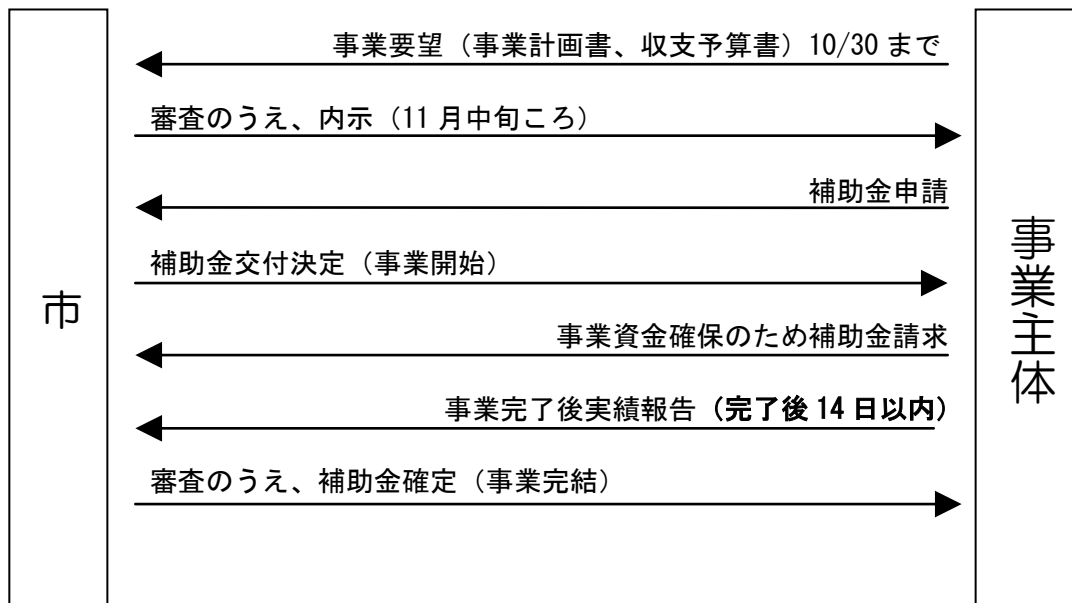 事業要望（事業計画書、収支予算書）10/30 まで
審査のうえ、内示（11 月中旬ころ）
補助金申請
補助金交付決定（事業開始）
市
事業主体
事業資金確保のため補助金請求
事業完了後実績報告（完了後 14 日以内）
審査のうえ、補助金確定（事業完結）